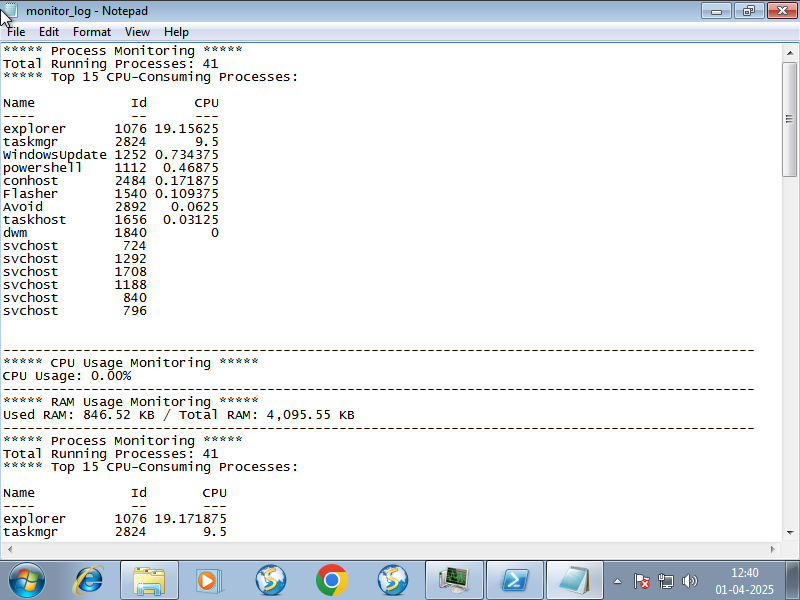 monitor_log - Notepad
File Edit Format View Help
***** Process Monitoring *****
Total Running Processes: 41
***** Top 15 CPU-Consuming Processes:
Name Id CPU
---- -- ---
explorer 1076 19.15625
taskmgr 2824 9.5
WindowsUpdate 1252 0.734375
powershell 1112 0.46875
conhost 2484 0.171875
Flasher 1540 0.109375
Avoid 2892 0.0625
taskhost 1656 0.03125
dwm 1840 0
svchost 724
svchost 1292
svchost 1708
svchost 1188
svchost 840
svchost 796
----------------------------------------------------------------------------------------------
***** CPU Usage Monitoring *****
CPU Usage: 0.00%
----------------------------------------------------------------------------------------------
***** RAM Usage Monitoring *****
Used RAM: 846.52 KB / Total RAM: 4,095.55 KB
----------------------------------------------------------------------------------------------
***** Process Monitoring *****
Total Running Processes: 41
***** Top 15 CPU-Consuming Processes:
Name Id CPU
---- -- ---
explorer 1076 19.171875
taskmgr 2824 9.5
12:40
01-04-2025